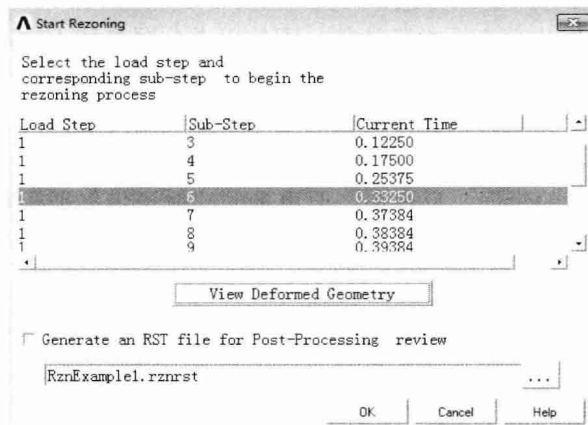 Start Rezoning
Select the load step and
corresponding sub-step to begin the
rezoning process
Load Step Sub-Step Current Time
1 3 0.12250
1 4 0.17500
1 5 0.25375
1 6 0.33250
1 7 0.37384
1 8 0.38384
1 9 0.39384
View Deformed Geometry
Generate an RST file for Post-Processing review
RznExample1.rznrst
...
OK Cancel Help